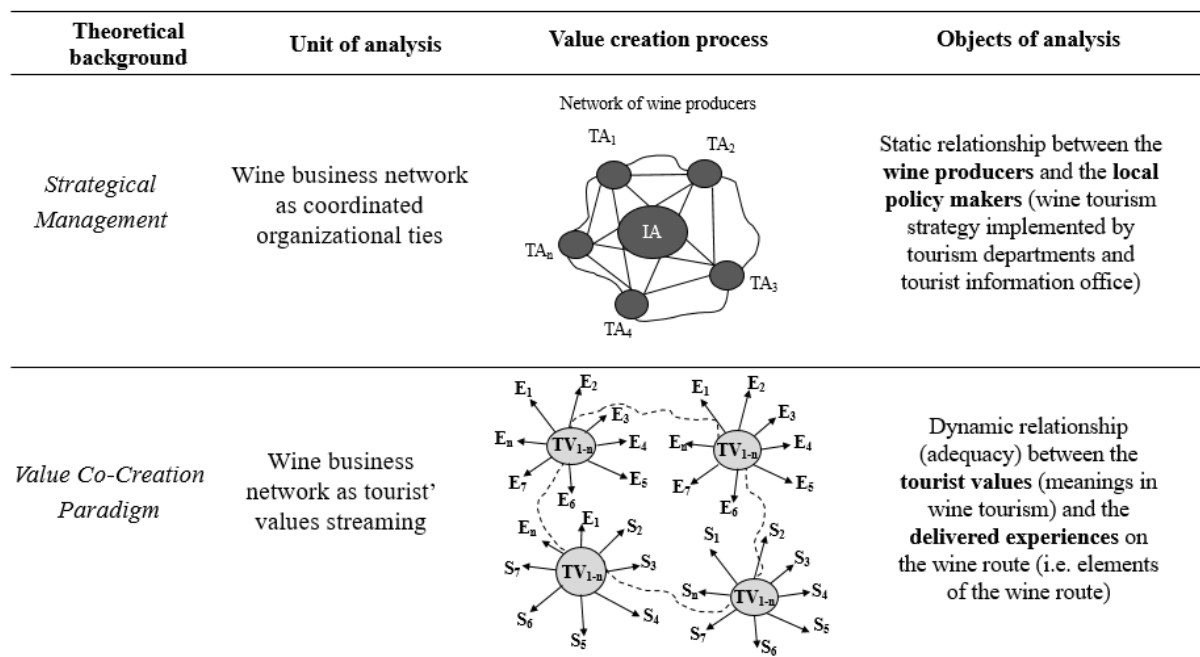 Theoretical background
Unit of analysis
Value creation process
Objects of analysis
Strategical
Management
Wine business network
as coordinated
organizational ties
Network of wine producers
TA1
TA2
IA
TAn
TA3
TA4
Static relationship between the
wine producers and the local
policy makers (wine tourism
strategy implemented by
tourism departments and
tourist information office)
Value Co-Creation
Paradigm
Wine business
network as tourist'
values streaming
E1
E2
E3
En
TV1-n
E4
E7
E6
E5
E1
E2
E3
En
TV1-n
E4
E7
E6
E5
En
E1
S2
S7
TV1-n
S3
S6
S5
S4
S1
S2
S3
Sn
TV1-n
S4
S7
S6
S5
Dynamic relationship
(adequacy) between the
tourist values (meanings in
wine tourism) and the
delivered experiences on
the wine route (i.e. elements
of the wine route)